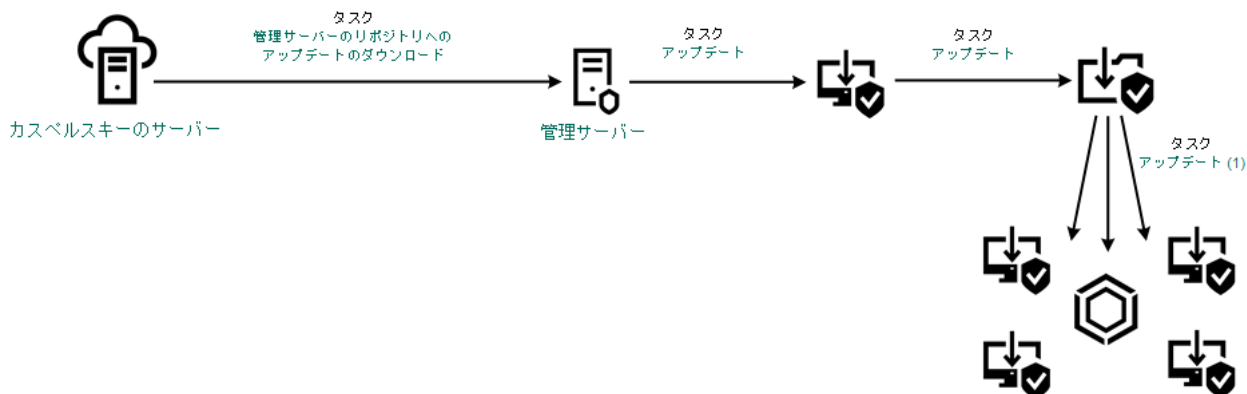 タスク
管理サーバーのリポジトリへの
アップデートのダウンロード
タスク
アップデート
タスク
アップデート
カスペルスキーのサーバー
管理サーバー
タスク
アップデート (1)